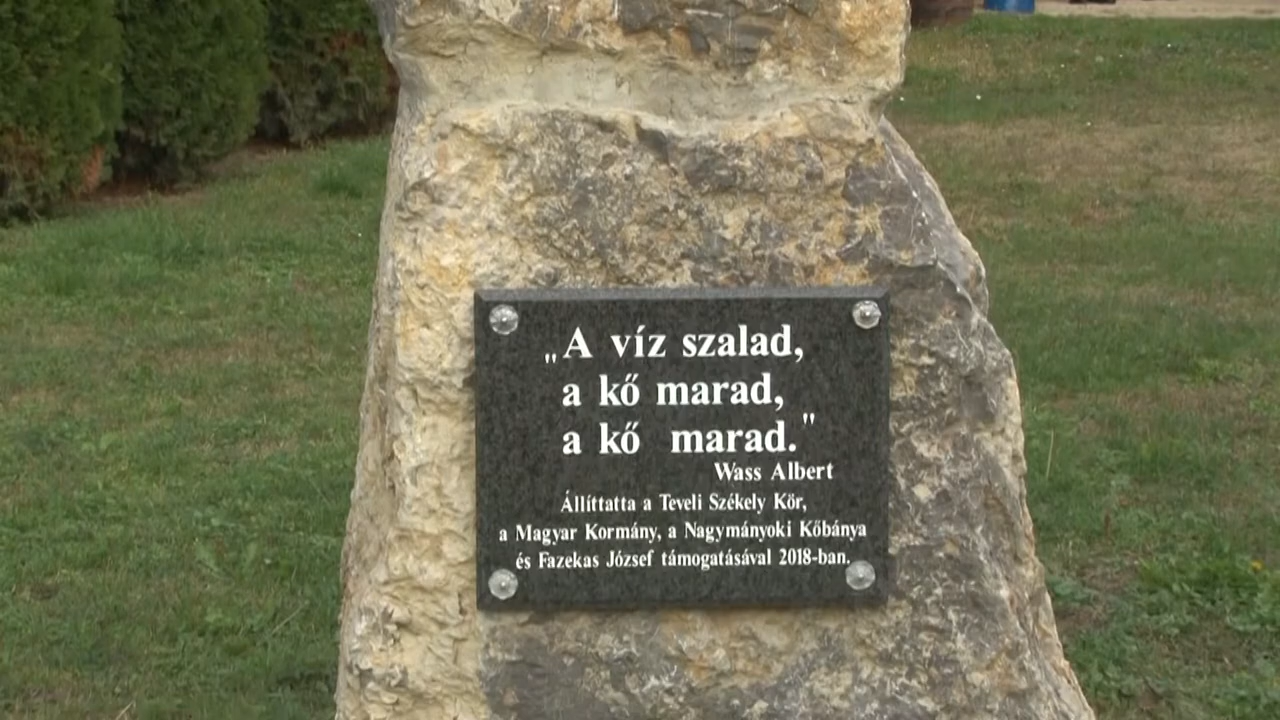 „A víz szalad,
a kő marad,
a kő marad."
Wass Albert
Állíttatta a Teveli Székely Kör,
a Magyar Kormány, a Nagymányoki Kőbánya
és Fazekas József támogatásával 2018-ban.